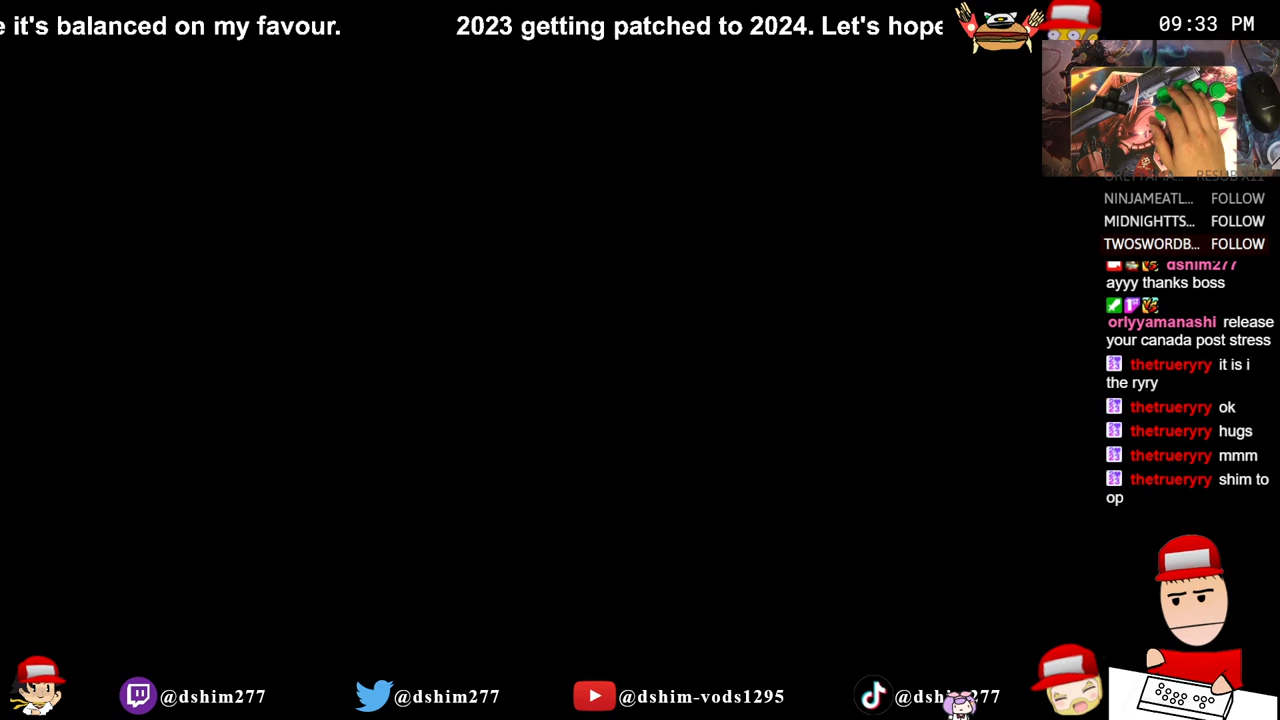 e it's balanced on my favour. 2023 getting patched to 2024. Let's hope
09:33 PM
RESUB X11
NINJAMEATL... FOLLOW
MIDNIGHTTS... FOLLOW
TWOSWORDB... FOLLOW
dshim277
ayyy thanks boss
orlyyamanashi release
your canada post stress
thetrueryry it is i
the ryry
thetrueryry ok
thetrueryry hugs
thetrueryry mmm
thetrueryry shim to
op
@dshim277
@dshim277
@dshim-vods1295